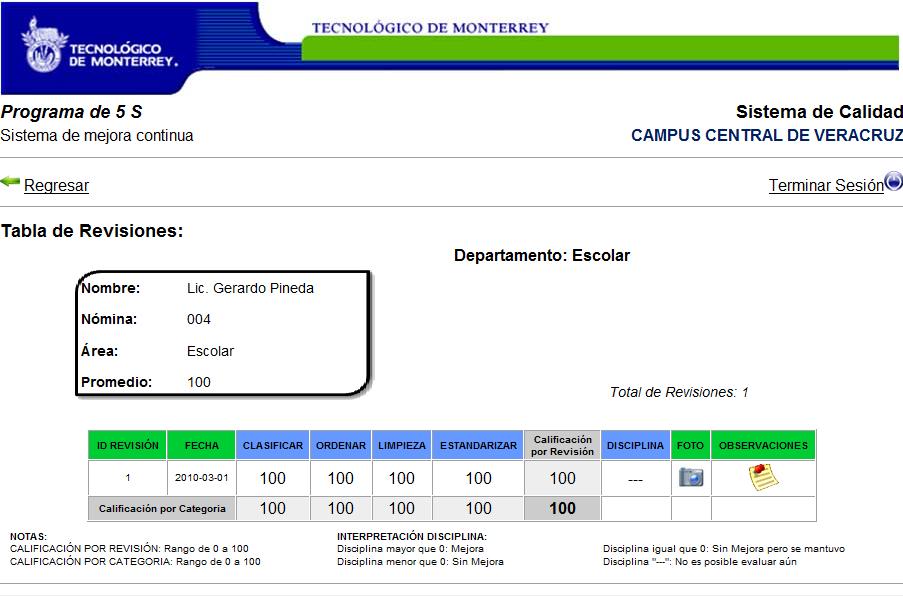 TECNOLÓGICO
DE MONTERREY.
TECNOLÓGICO DE MONTERREY
Programa de 5 S
Sistema de Calidad
Sistema de mejora continua
CAMPUS CENTRAL DE VERACRUZ
Regresar
Terminar Sesión
Tabla de Revisiones:
Departamento: Escolar
Nombre: Lic. Gerardo Pineda
Nómina: 004
Área: Escolar
Promedio: 100
Total de Revisiones: 1
ID REVISIÓN FECHA CLASIFICAR ORDENAR LIMPIEZA ESTANDARIZAR Calificación por Revisión DISCIPLINA FOTO OBSERVACIONES
1 2010-03-01 100 100 100 100 100 ---
Calificación por Categoria 100 100 100 100 100
NOTAS:
CALIFICACIÓN POR REVISIÓN: Rango de 0 a 100
CALIFICACIÓN POR CATEGORIA: Rango de 0 a 100
INTERPRETACIÓN DISCIPLINA:
Disciplina mayor que 0: Mejora
Disciplina menor que 0: Sin Mejora
Disciplina igual que 0: Sin Mejora pero se mantuvo
Disciplina "---": No es posible evaluar aún